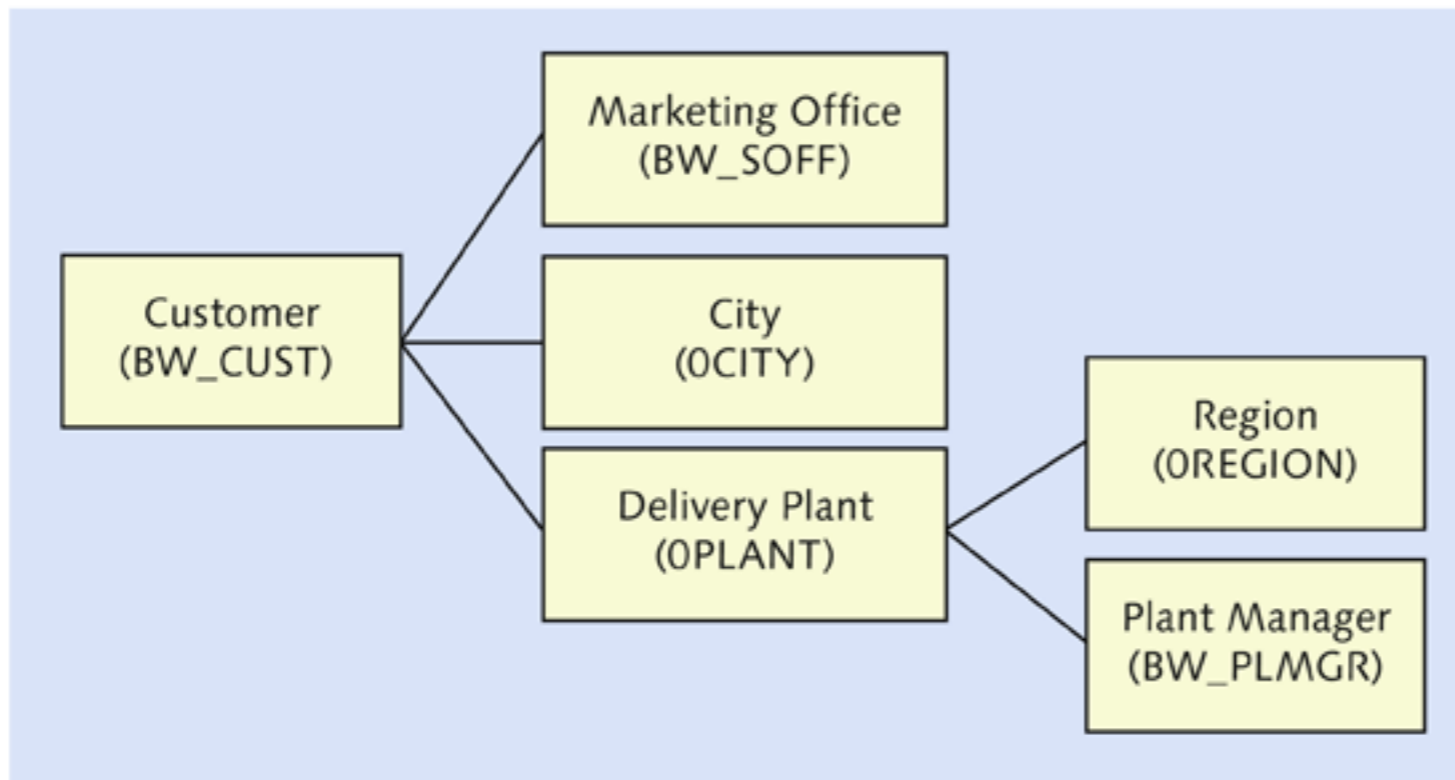 Marketing Office
(BW_SOFF)
Customer
(BW_CUST)
City
(0CITY)
Delivery Plant
(0PLANT)
Region
(0REGION)
Plant Manager
(BW_PLMGR)